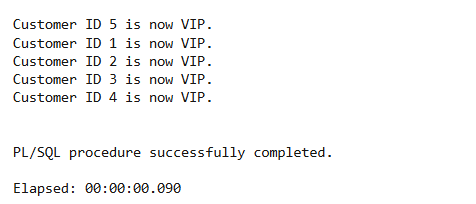 Customer ID 5 is now VIP.
Customer ID 1 is now VIP.
Customer ID 2 is now VIP.
Customer ID 3 is now VIP.
Customer ID 4 is now VIP.
PL/SQL procedure successfully completed.
Elapsed: 00:00:00.090